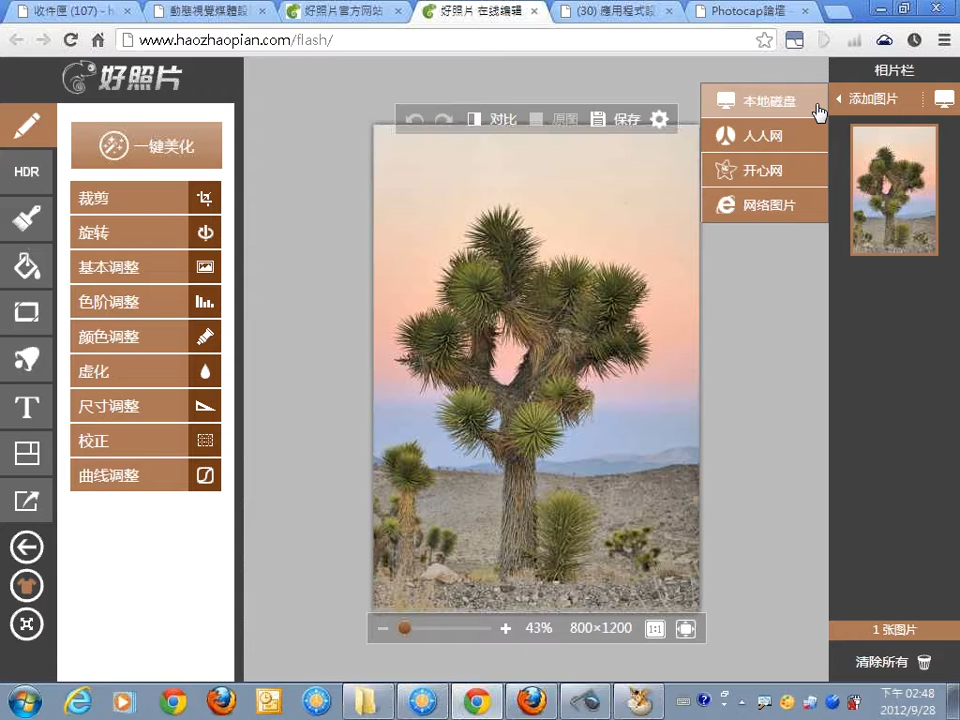 收件匣 (107) - h
動態視覺媒體設
好照片官方网站
好照片 在线编辑
(30) 應用程式設
Photocap論壇
www.haozhaopian.com/flash/
好照片
对比
原图
保存
相片栏
添加图片
本地磁盘
人人网
开心网
网络图片
HDR
T
一键美化
裁剪
旋转
基本调整
色阶调整
颜色调整
虚化
尺寸调整
校正
曲线调整
43%
800×1200
1:1
1 张图片
清除所有
下午 02:48
2012/9/28